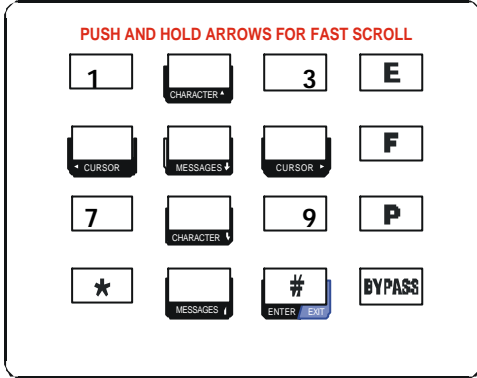 PUSH AND HOLD ARROWS FOR FAST SCROLL
1 3 E
CHARACTER
CURSOR MESSAGES CURSOR F
7 9 P
CHARACTER
* # BYPASS
MESSAGES ENTER EXIT